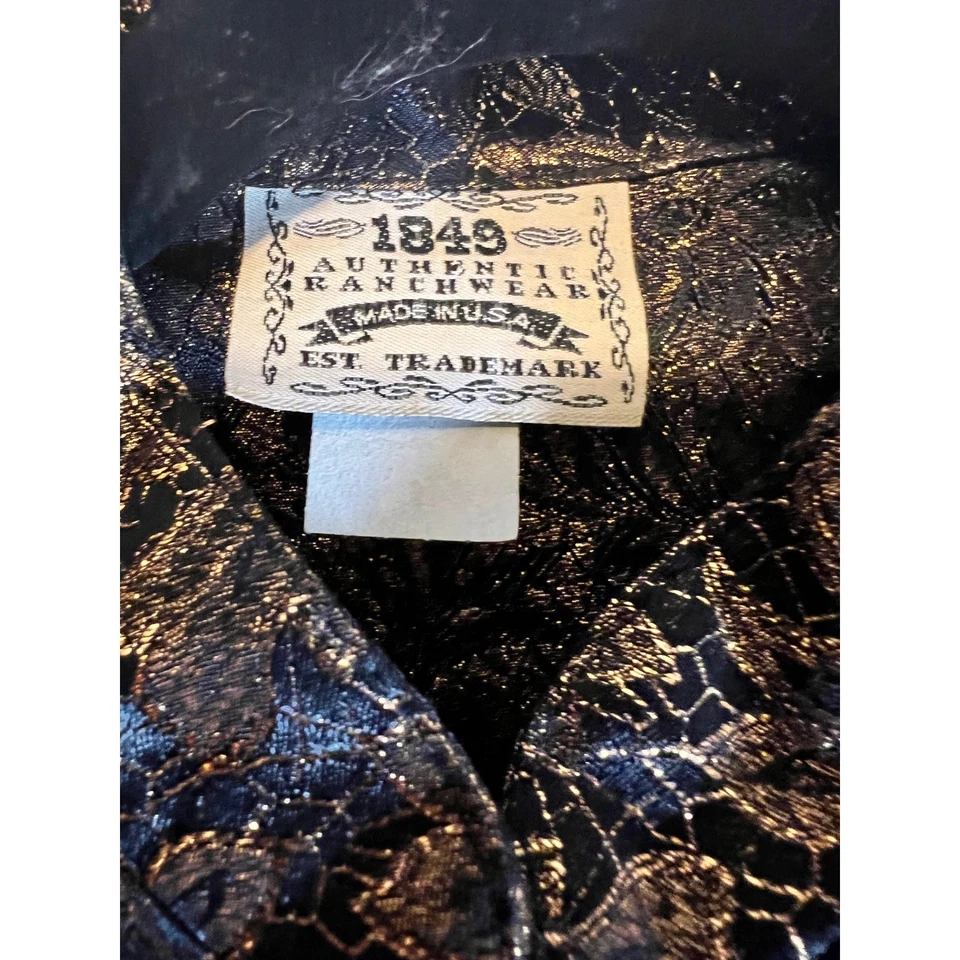 1849
AUTHENTIC
RANCHWEAR
MADE IN U.S.A.
EST. TRADEMARK